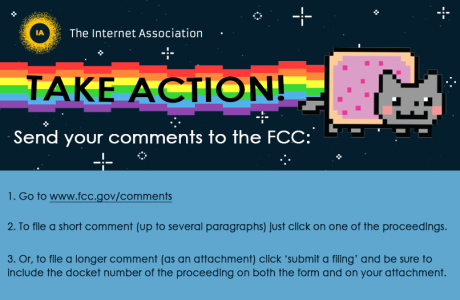 IA The Internet Association
TAKE ACTION!
Send your comments to the FCC:
1. Go to www.fcc.gov/comments
2. To file a short comment (up to several paragraphs) just click on one of the proceedings.
3. Or, to file a longer comment (as an attachment) click ‘submit a filing’ and be sure to
include the docket number of the proceeding on both the form and on your attachment.